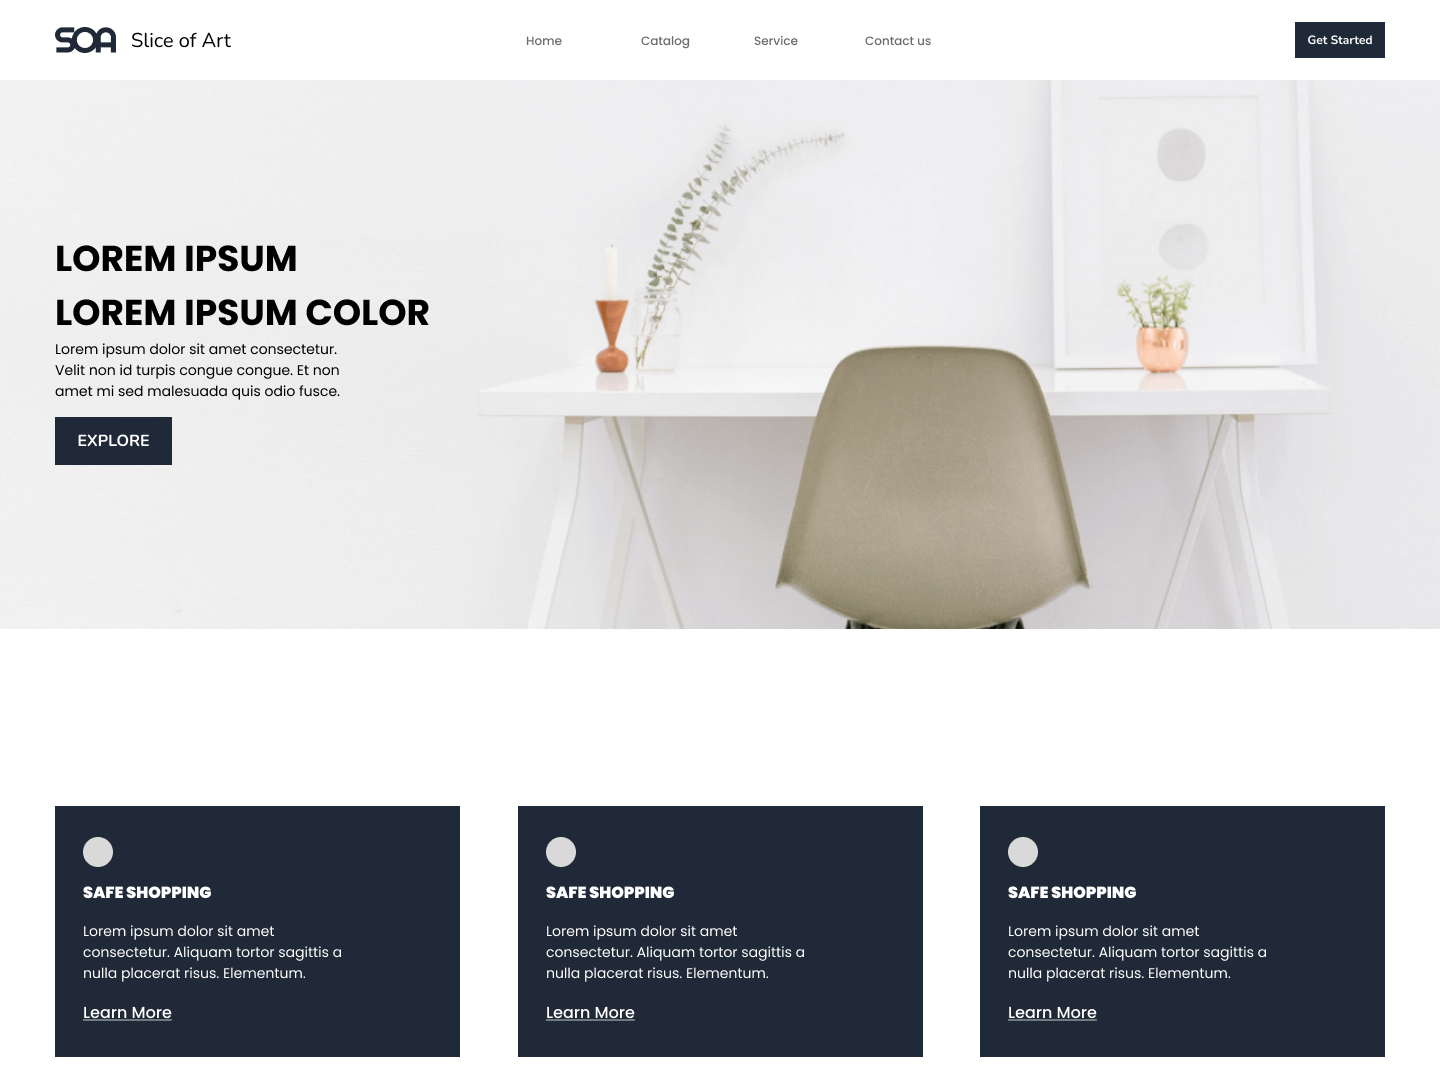 SOA Slice of Art
Home Catalog Service Contact us
Get Started
LOREM IPSUM
LOREM IPSUM COLOR
Lorem ipsum dolor sit amet consectetur.
Velit non id turpis congue congue. Et non
amet mi sed malesuada quis odio fusce.
EXPLORE
SAFE SHOPPING
Lorem ipsum dolor sit amet
consectetur. Aliquam tortor sagittis a
nulla placerat risus. Elementum.
Learn More
SAFE SHOPPING
Lorem ipsum dolor sit amet
consectetur. Aliquam tortor sagittis a
nulla placerat risus. Elementum.
Learn More
SAFE SHOPPING
Lorem ipsum dolor sit amet
consectetur. Aliquam tortor sagittis a
nulla placerat risus. Elementum.
Learn More